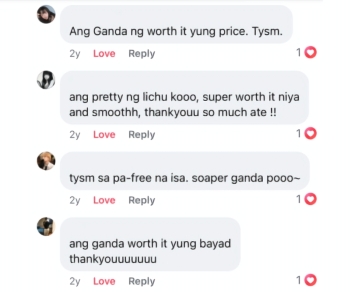 Ang Ganda ng worth it yung price. Tysm.
2y Love Reply 1
ang pretty ng lichu kooo, super worth it niya
and smoothh, thankyouu so much ate !!
2y Love Reply 1
tysm sa pa-free na isa. soaper ganda pooo~
2y Love Reply 1
ang ganda worth it yung bayad
thankyouuuuuuu
2y Love Reply 1